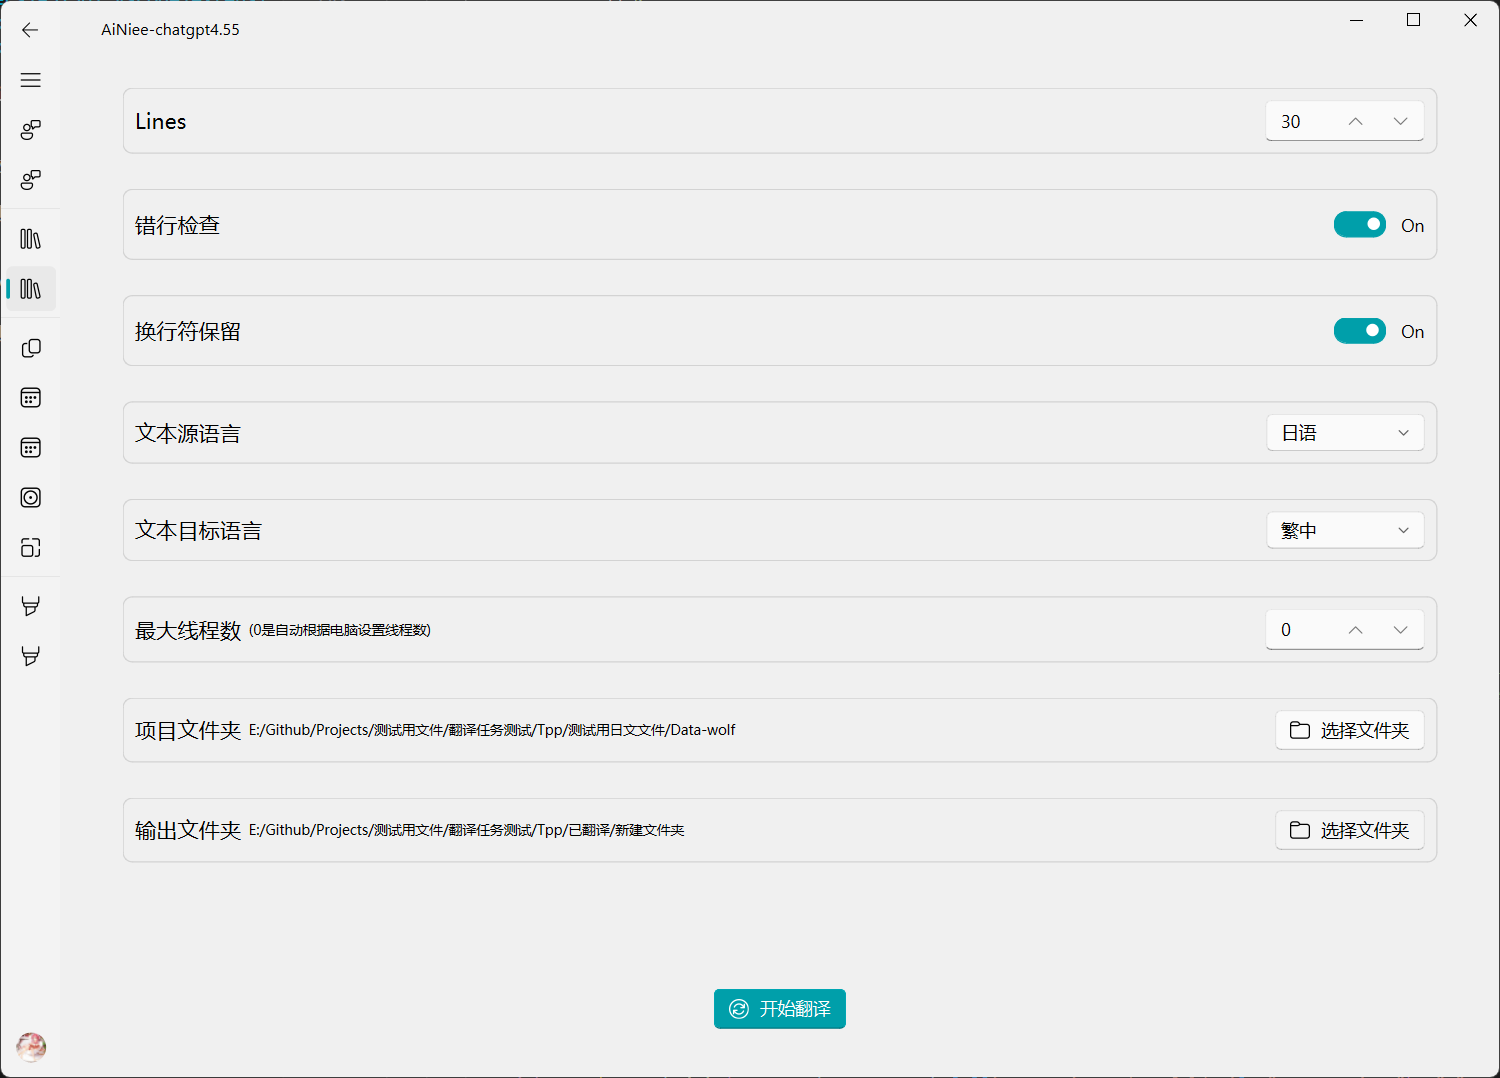 AiNiee-chatgpt4.55
Lines
30
错行检查
On
换行符保留
On
文本源语言
日语
文本目标语言
繁中
最大线程数 (0是自动根据电脑设置线程数)
0
项目文件夹 E:/Github/Projects/测试用文件/翻译任务测试/Tpp/测试用日文文件/Data-wolf
选择文件夹
输出文件夹 E:/Github/Projects/测试用文件/翻译任务测试/Tpp/已翻译/新建文件夹
选择文件夹
开始翻译